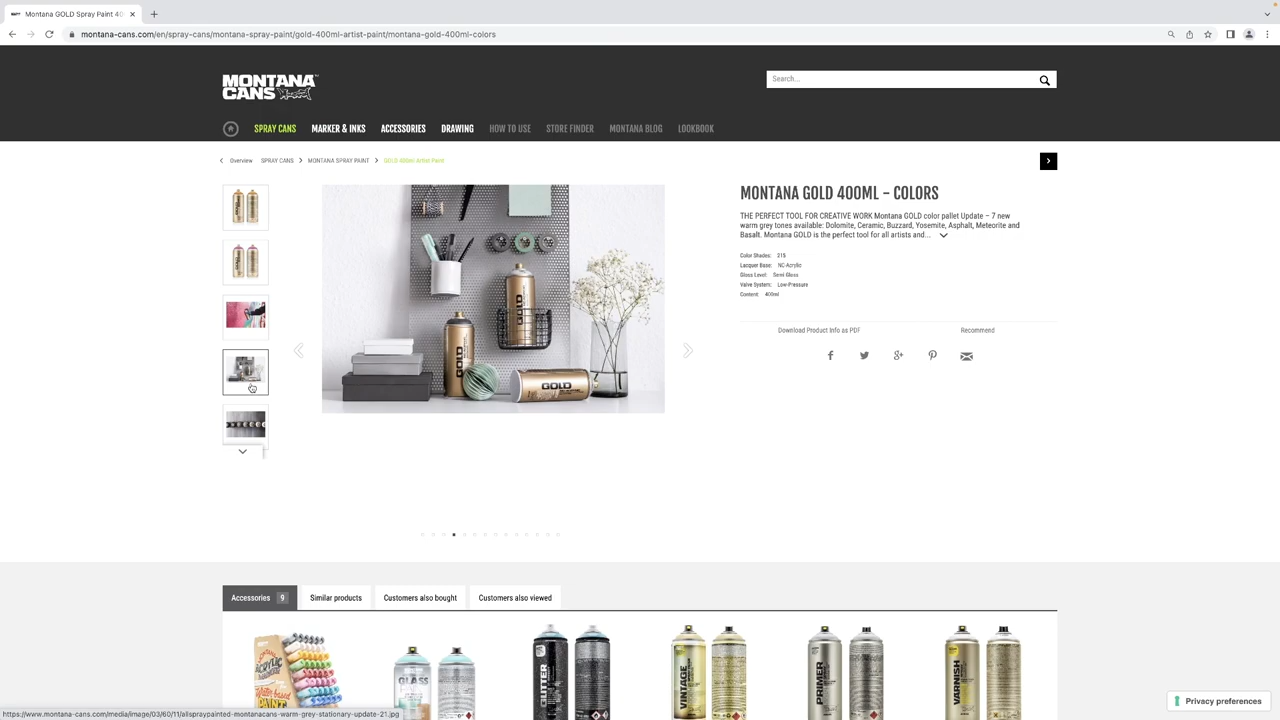 Montana GOLD Spray Paint 40
montana-cans.com/en/spray-cans/montana-spray-paint/gold-400ml-artist-paint/montana-gold-400ml-colors
MONTANA
CANS
Search...
SPRAY CANS MARKER & INKS ACCESSORIES DRAWING HOW TO USE STORE FINDER MONTANA BLOG LOOKBOOK
Overview SPRAY CANS MONTANA SPRAY PAINT GOLD 400ml Artist Paint
MONTANA GOLD 400ML - COLORS
THE PERFECT TOOL FOR CREATIVE WORK Montana GOLD color pallet Update – 7 new
warm grey tones available: Dolomite, Ceramic, Buzzard, Yosemite, Asphalt, Meteorite and
Basalt. Montana GOLD is the perfect tool for all artists and...
Color Shades: 215
Lacquer Base: NC-Acrylic
Gloss Level: Semi Gloss
Valve System: Low-Pressure
Content: 400ml
Download Product Info as PDF Recommend
GOLD
GOLD
GOLD
Accessories 9 Similar products Customers also bought Customers also viewed
Acrylic
GLASS
GLITTER
VINTAGE
PRIMER
VARNISH
https://www.montana-cans.com/media/image/03/60/11/allspraypainted-montanacans-warm-grey-stationary-update-21.jpg
Privacy preferences